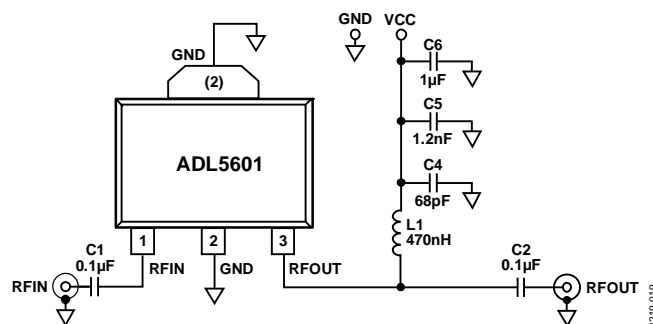 GND VCC
GND
(2)
C6
1µF
C5
1.2nF
ADL5601
C4
68pF
L1
470nH
1 2 3
C1
0.1µF
RFIN GND RFOUT
C2
0.1µF
RFIN
RFOUT